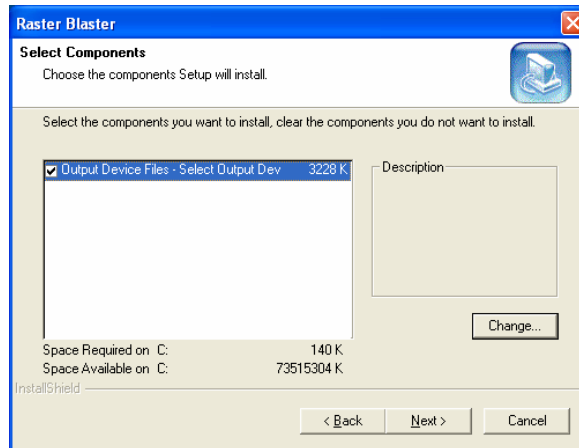 Raster Blaster
Select Components
Choose the components Setup will install.
Select the components you want to install, clear the components you do not want to install.
Output Device Files - Select Output Dev 3228 K
Description
Change...
Space Required on C: 140 K
Space Available on C: 73515304 K
InstallShield
< Back Next > Cancel